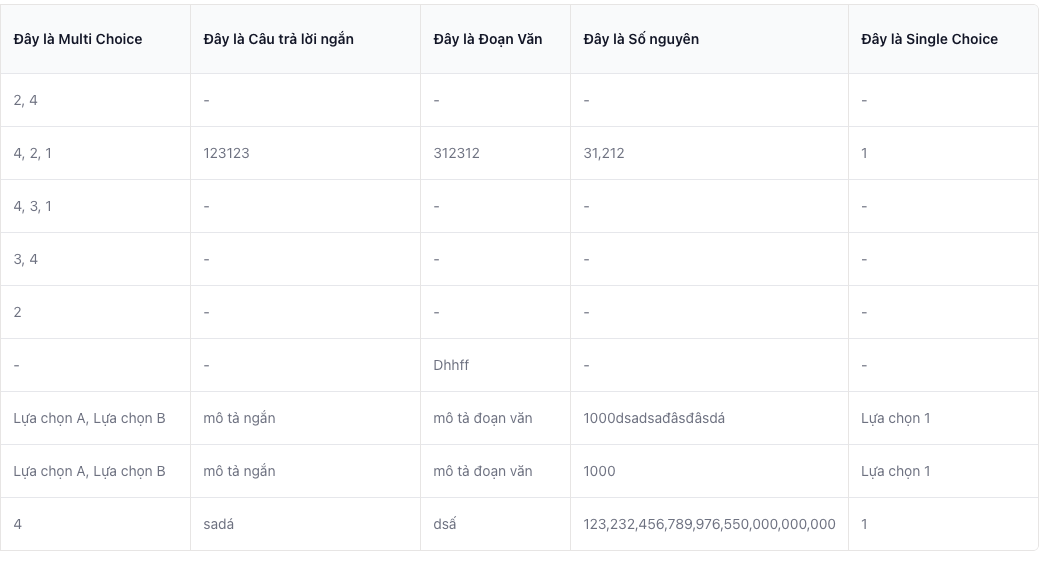 Đây là Multi Choice Đây là Câu trả lời ngắn Đây là Đoạn Văn Đây là Số nguyên Đây là Single Choice
2, 4 - - - -
4, 2, 1 123123 312312 31,212 1
4, 3, 1 - - - -
3, 4 - - - -
2 - - - -
- - Dhhff - -
Lựa chọn A, Lựa chọn B mô tả ngắn mô tả đoạn văn 1000dsadsađâsđâsdá Lựa chọn 1
Lựa chọn A, Lựa chọn B mô tả ngắn mô tả đoạn văn 1000 Lựa chọn 1
4 sadá dsấ 123,232,456,789,976,550,000,000,000 1